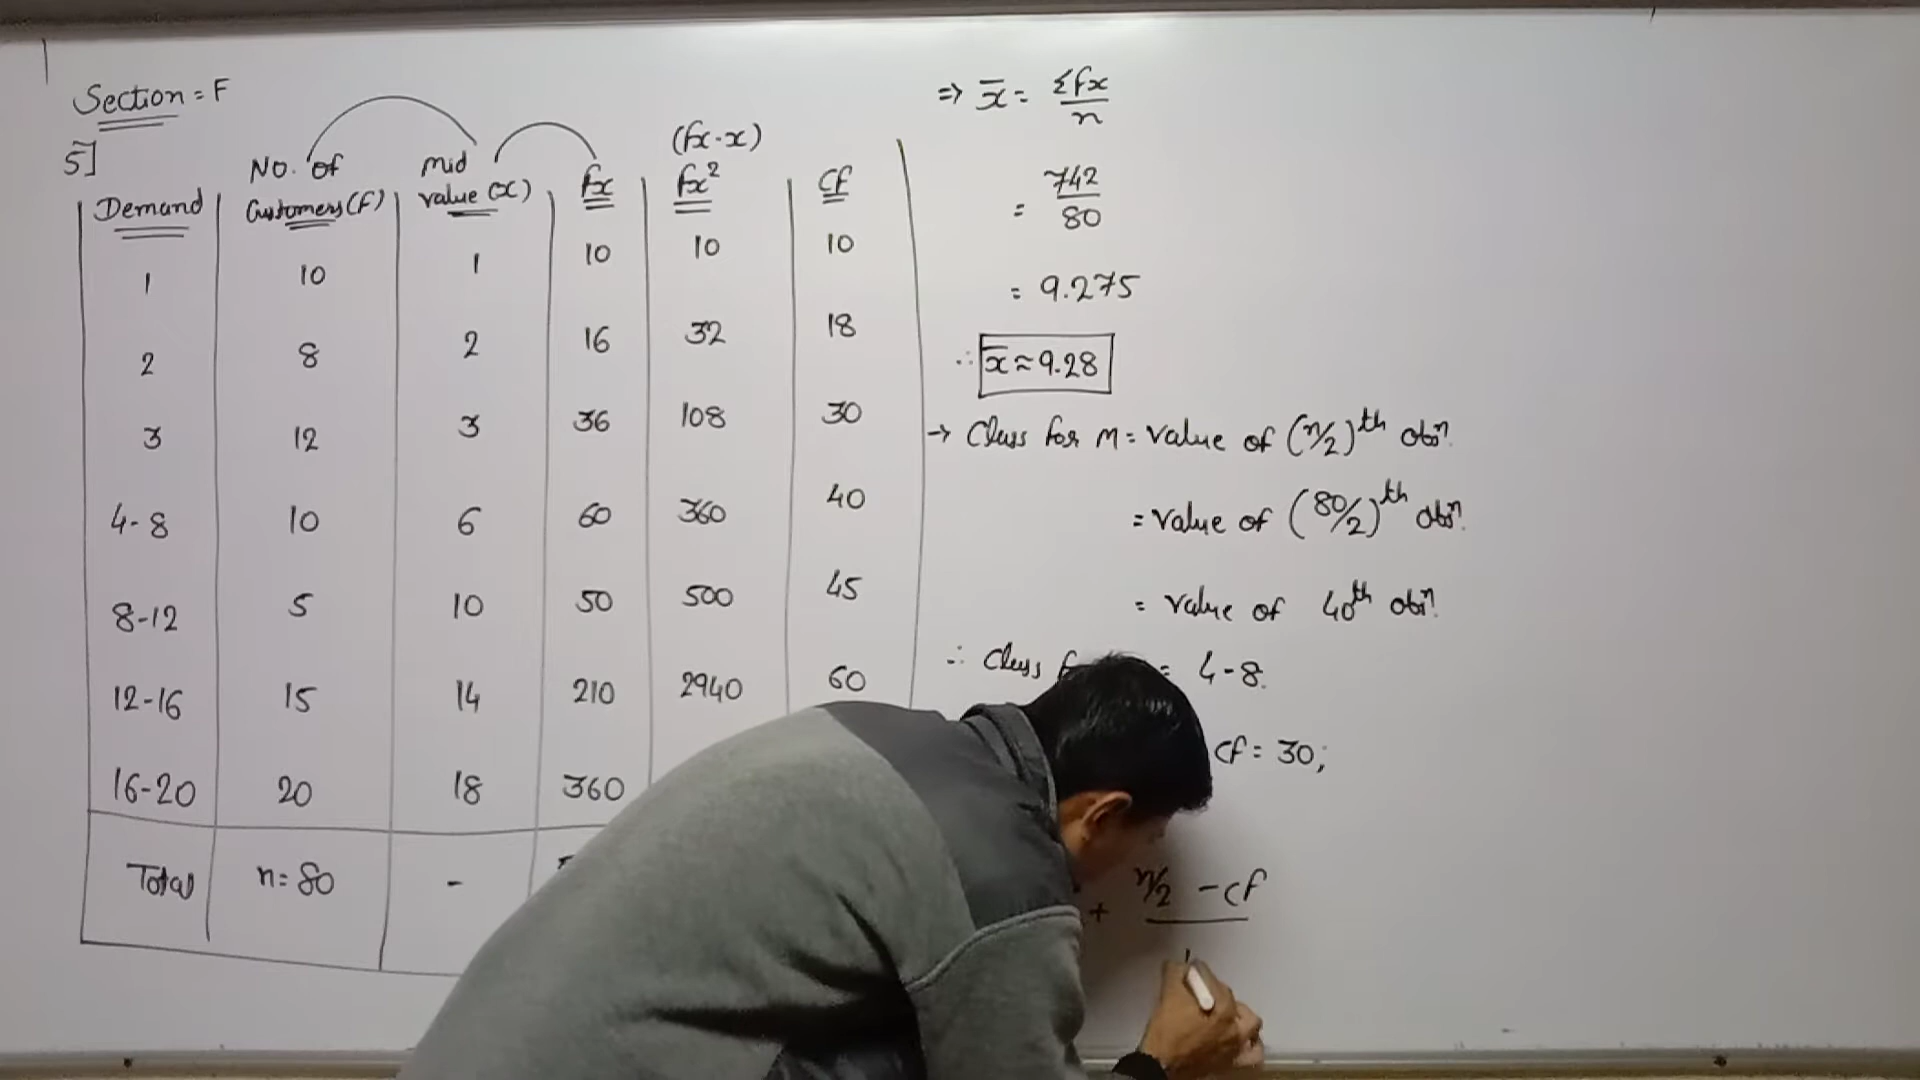 Section = F
5]
Demand | No. of Customers (F) | mid value (x) | fx | (fx·x) fx² | cf
1 | 10 | 1 | 10 | 10 | 10
2 | 8 | 2 | 16 | 32 | 18
3 | 12 | 3 | 36 | 108 | 30
4-8 | 10 | 6 | 60 | 360 | 40
8-12 | 5 | 10 | 50 | 500 | 45
12-16 | 15 | 14 | 210 | 2940 | 60
16-20 | 20 | 18 | 360
Total | n = 80 | -
⇒ x̄ = Σfx / n
= 742 / 80
= 9.275
∴ x̄ ≈ 9.28
→ Class for M = value of (n/2)th obsn.
= value of (80/2)th obsn.
= value of 40th obsn.
∴ Class = 4-8.
cf = 30;
+ n/2 - cf